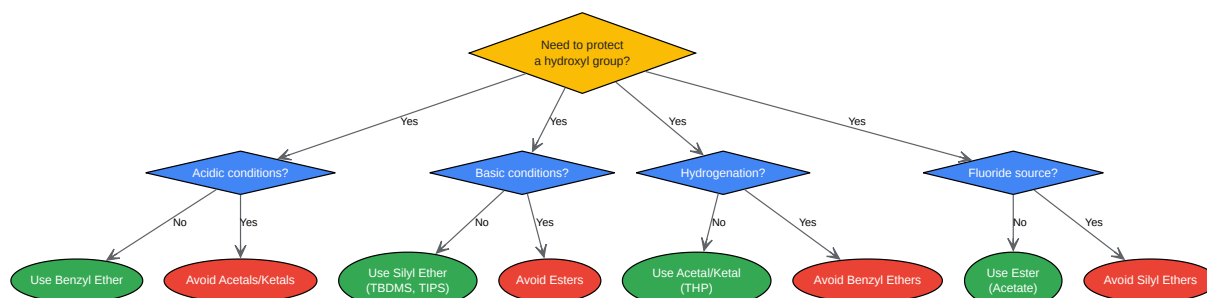 Need to protect
a hydroxyl group?
Yes
Yes
Yes
Yes
Acidic conditions?
Basic conditions?
Hydrogenation?
Fluoride source?
No
Yes
No
Yes
No
Yes
No
Yes
Use Benzyl Ether
Avoid Acetals/Ketals
Use Silyl Ether
(TBDMS, TIPS)
Avoid Esters
Use Acetal/Ketal
(THP)
Avoid Benzyl Ethers
Use Ester
(Acetate)
Avoid Silyl Ethers